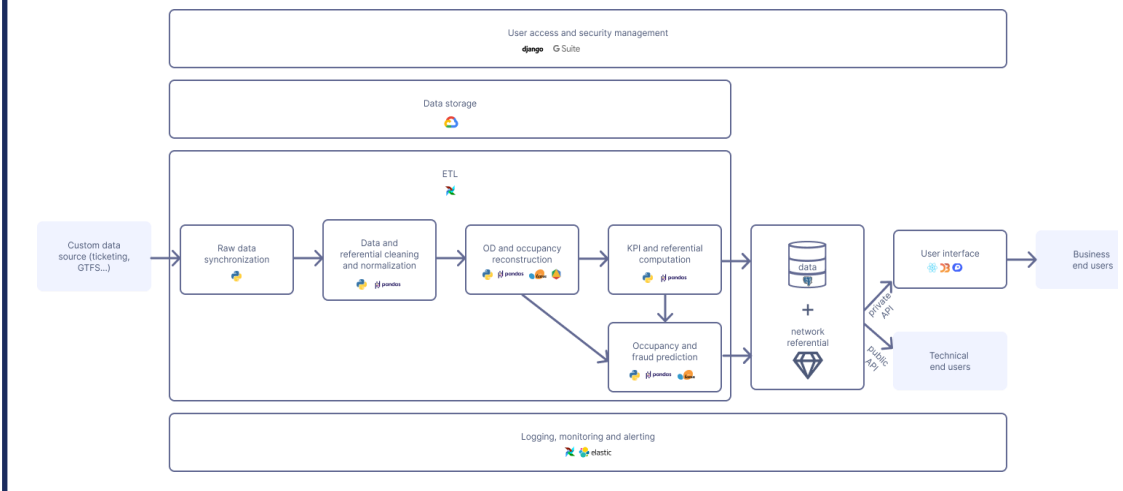 User access and security management
django G Suite
Data storage
ETL
Custom data
source (ticketing,
GTFS...)
Raw data
synchronization
Data and
referential cleaning
and normalization
pandas
OD and occupancy
reconstruction
pandas
KPI and referential
computation
pandas
Occupancy and
fraud prediction
pandas
data
+
network
referential
private
API
public
API
User interface
Business
end users
Technical
end users
Logging, monitoring and alerting
elastic